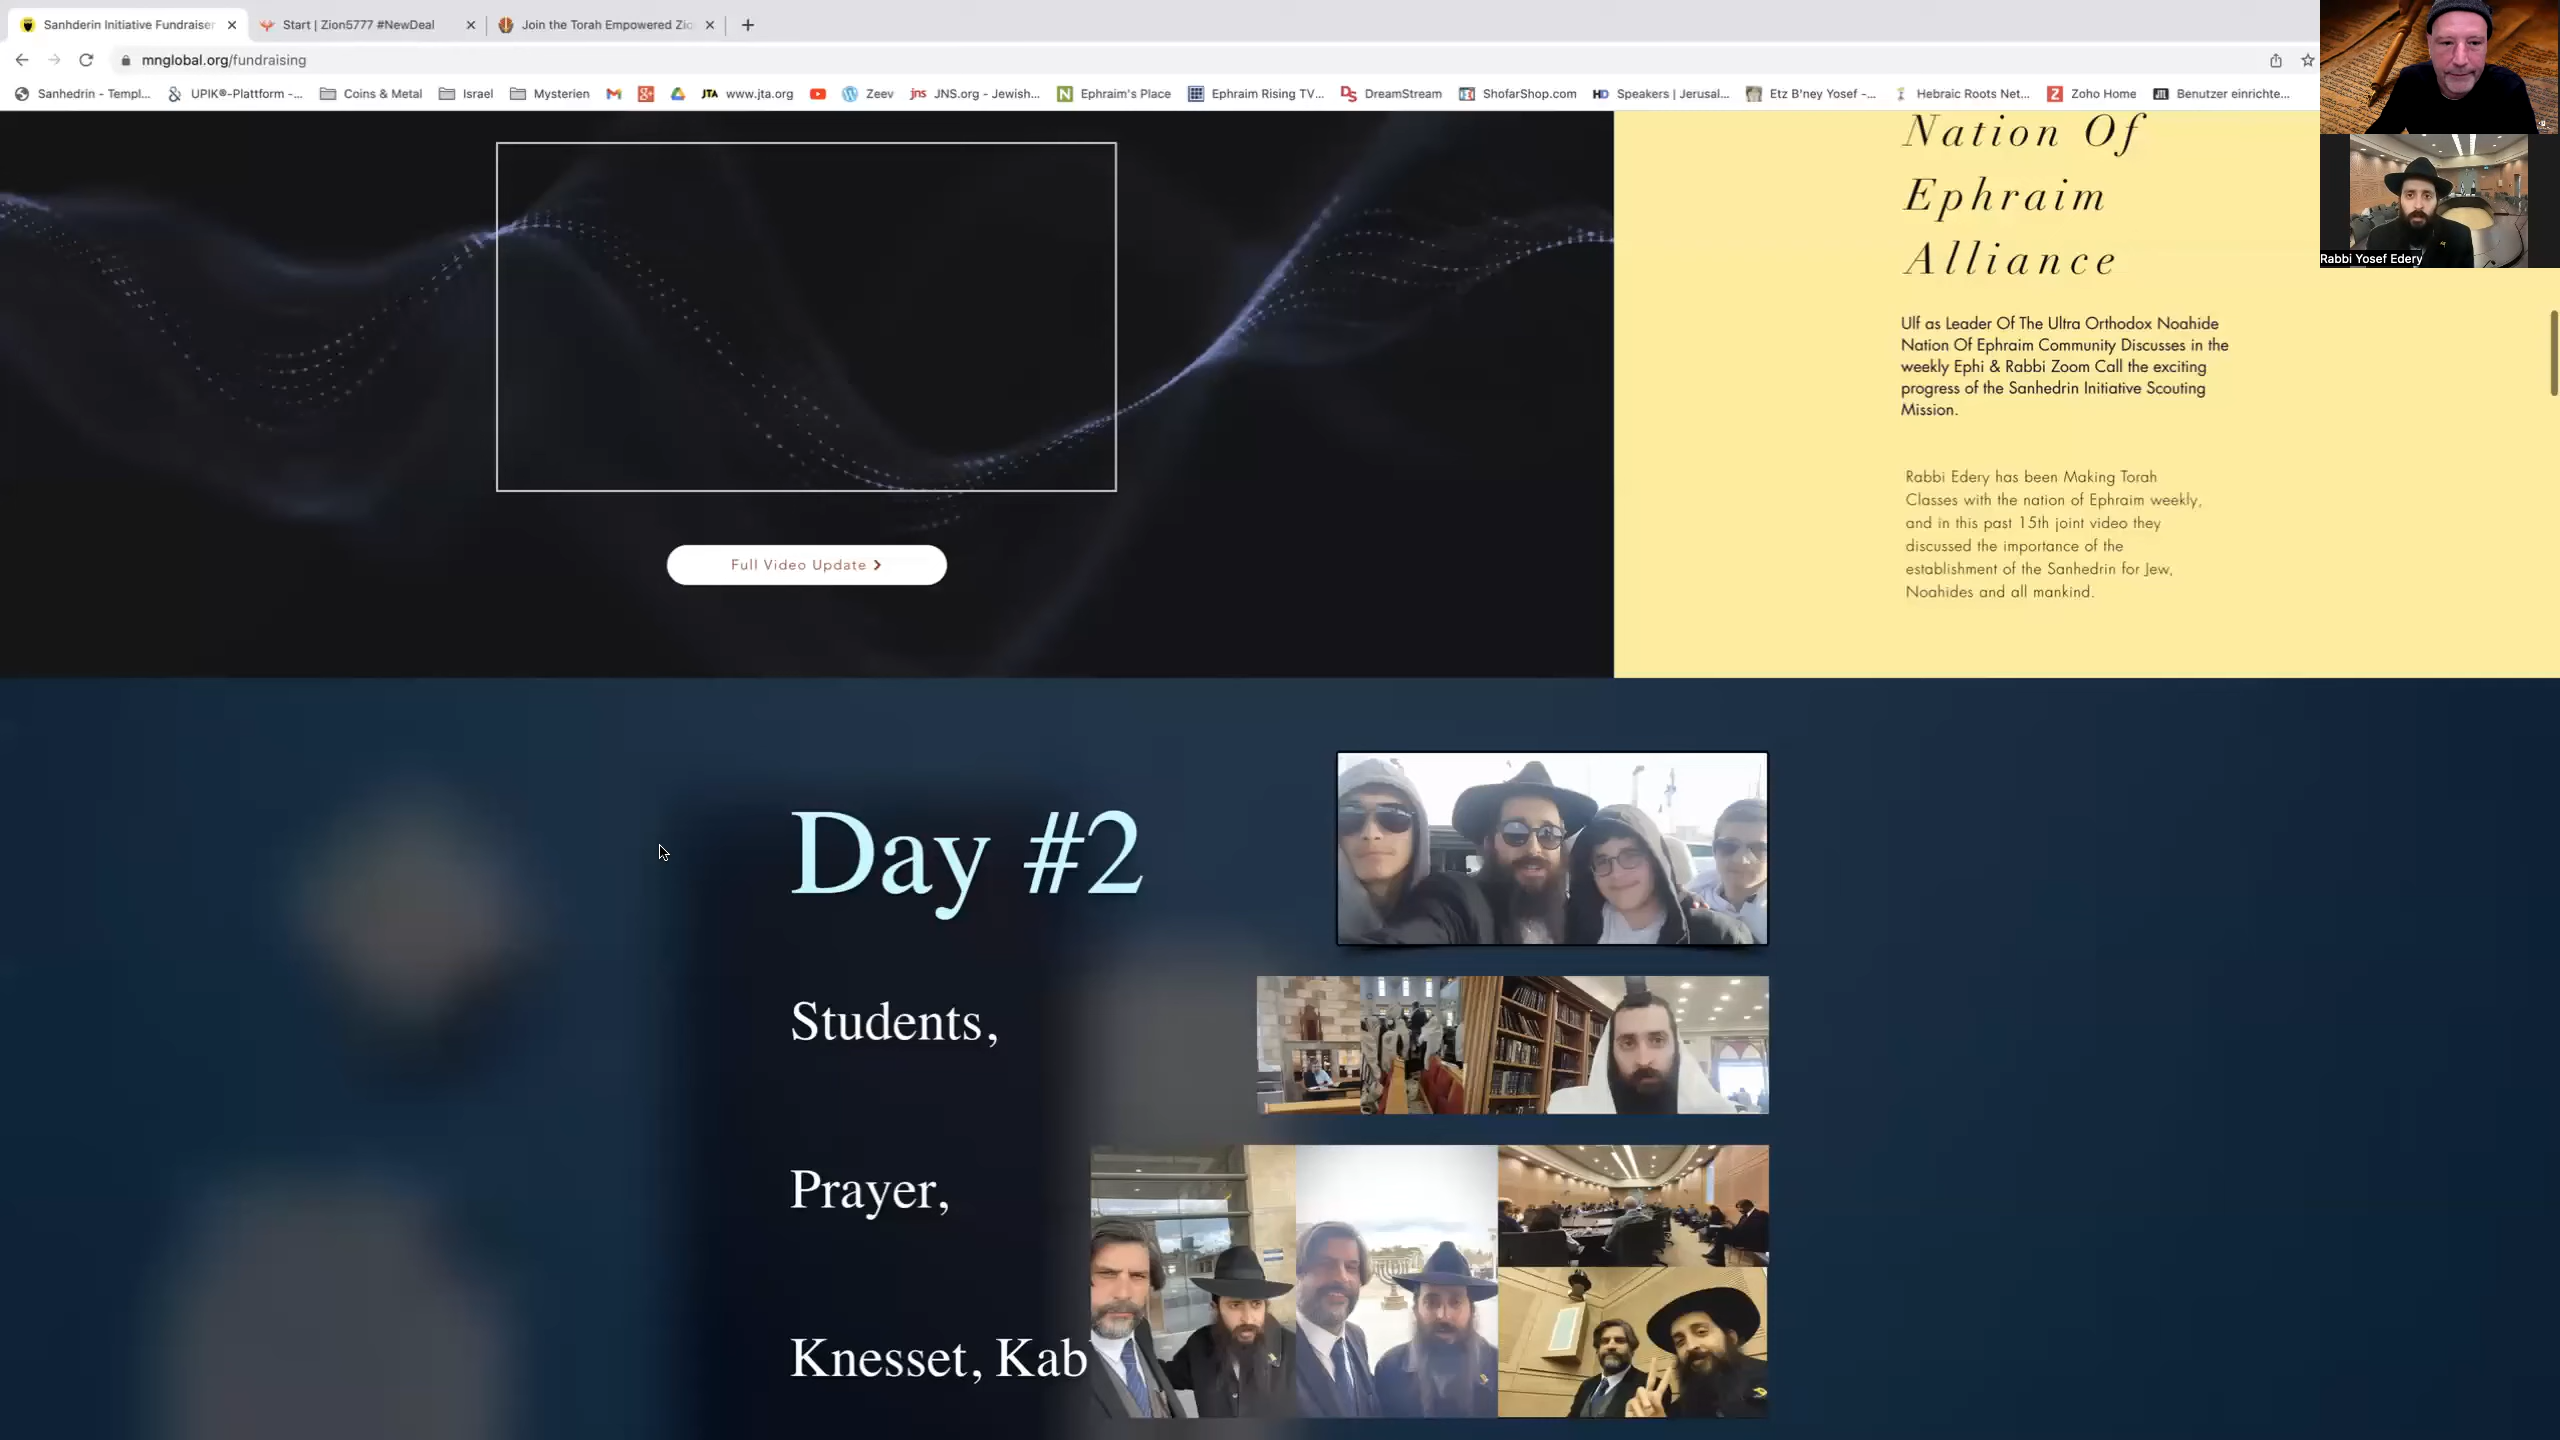 Sanhderin Initiative Fundraiser
Start | Zion5777 #NewDeal
Join the Torah Empowered Zio
mnglobal.org/fundraising
Sanhedrin - Templ...
UPIK®-Plattform -...
Coins & Metal
Israel
Mysterien
JTA www.jta.org
Zeev
jns JNS.org - Jewish...
N Ephraim's Place
Ephraim Rising TV...
DS DreamStream
ShofarShop.com
HD Speakers | Jerusal...
Etz B'ney Yosef -...
Hebraic Roots Net...
Z Zoho Home
Benutzer einrichte...
Rabbi Yosef Edery
Nation Of
Ephraim
Alliance
Ulf as Leader Of The Ultra Orthodox Noahide
Nation Of Ephraim Community Discusses in the
weekly Ephi & Rabbi Zoom Call the exciting
progress of the Sanhedrin Initiative Scouting
Mission.
Rabbi Edery has been Making Torah
Classes with the nation of Ephraim weekly,
and in this past 15th joint video they
discussed the importance of the
establishment of the Sanhedrin for Jew,
Noahides and all mankind.
Full Video Update
Day #2
Students,
Prayer,
Knesset, Kab